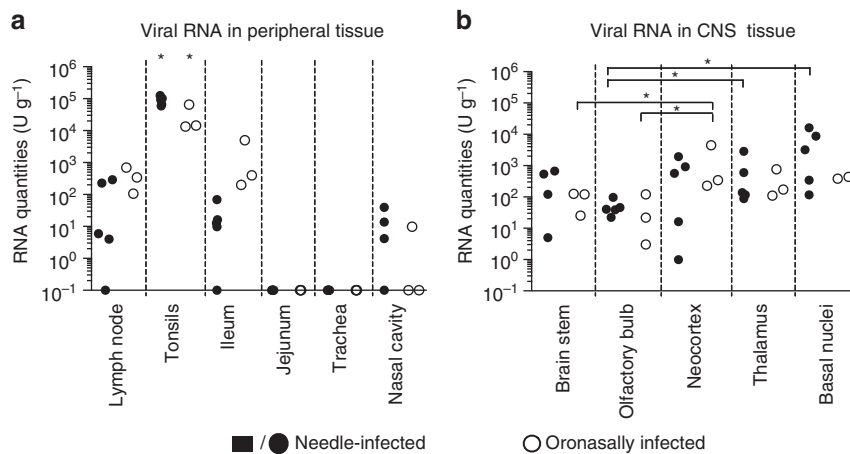 a
Viral RNA in peripheral tissue
* *
RNA quantities (U g⁻¹)
10⁶
10⁵
10⁴
10³
10²
10¹
10⁰
10⁻¹
Lymph node
Tonsils
Ileum
Jejunum
Trachea
Nasal cavity
b
Viral RNA in CNS tissue
*
*
*
*
RNA quantities (U g⁻¹)
10⁶
10⁵
10⁴
10³
10²
10¹
10⁰
10⁻¹
Brain stem
Olfactory bulb
Neocortex
Thalamus
Basal nuclei
/ Needle-infected
Oronasally infected